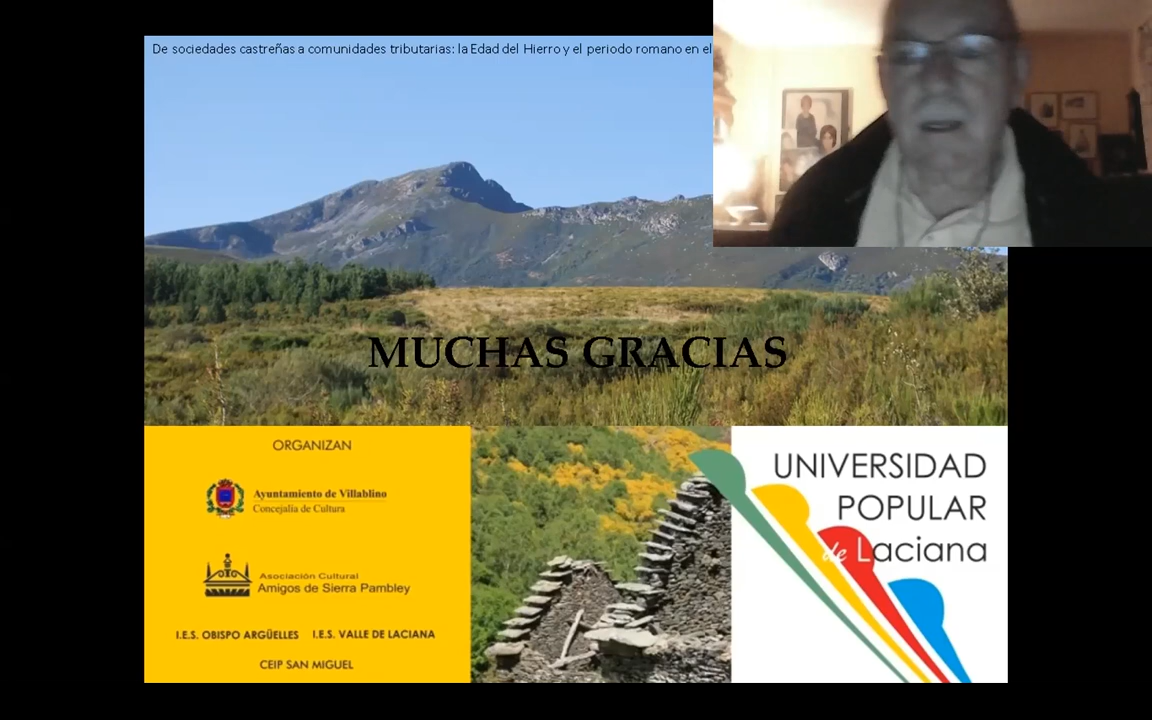 De sociedades castreñas a comunidades tributarias: la Edad del Hierro y el periodo romano en el
MUCHAS GRACIAS
ORGANIZAN
Ayuntamiento de Villablino
Concejalía de Cultura
Asociación Cultural
Amigos de Sierra Pambley
I.E.S. OBISPO ARGÜELLES I.E.S. VALLE DE LACIANA
CEIP SAN MIGUEL
UNIVERSIDAD
POPULAR
de Laciana